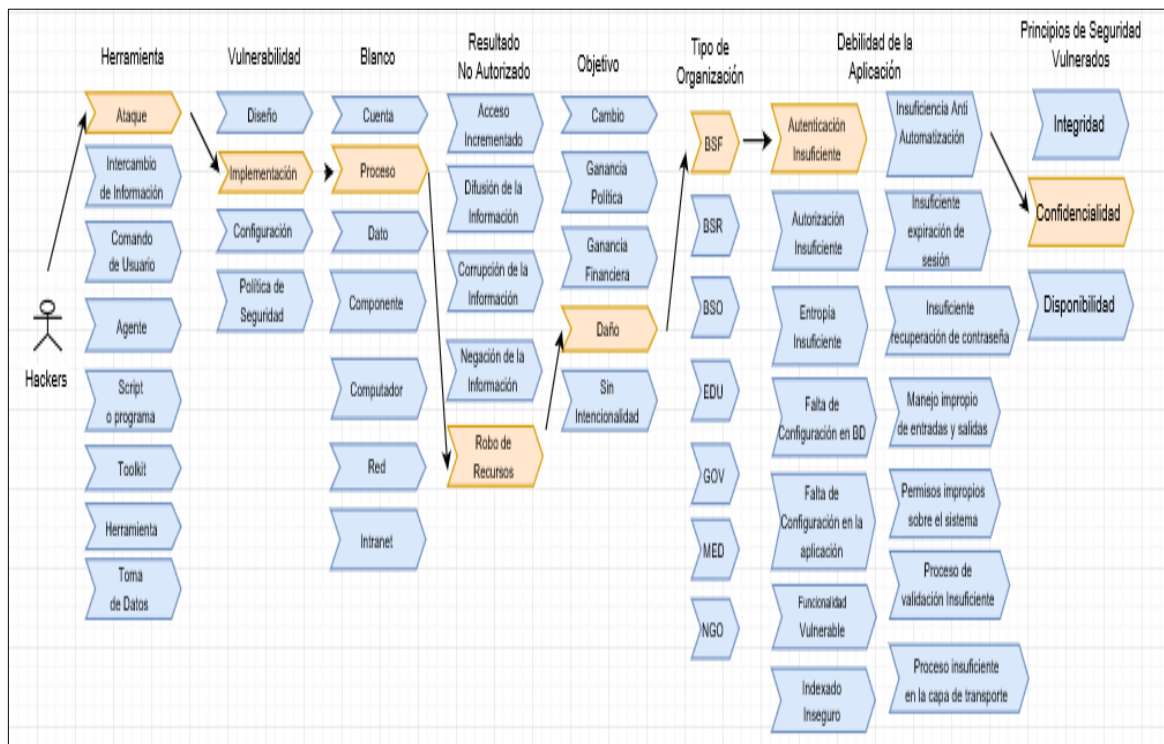 Herramienta
Ataque
Intercambio
de Información
Comando
de Usuario
Agente
Script
o programa
Toolkit
Herramienta
Toma
de Datos
Hackers
Vulnerabilidad
Diseño
Implementación
Configuración
Política de
Seguridad
Blanco
Cuenta
Proceso
Dato
Componente
Computador
Red
Intranet
Resultado
No Autorizado
Acceso
Incrementado
Difusión de la
Información
Corrupción de la
Información
Negación de la
Información
Robo de
Recursos
Objetivo
Cambio
Ganancia
Política
Ganancia
Financiera
Daño
Sin
Intencionalidad
Tipo de
Organización
BSF
BSR
BSO
EDU
GOV
MED
NGO
Debilidad de la
Aplicación
Autenticación
Insuficiente
Autorización
Insuficiente
Entropía
Insuficiente
Falta de
Configuración en BD
Falta de
Configuración en la
aplicación
Funcionalidad
Vulnerable
Indexado
Inseguro
Insuficiencia Anti
Automatización
Insuficiente
expiración de
sesión
Insuficiente
recuperación de contraseña
Manejo impropio
de entradas y salidas
Permisos impropios
sobre el sistema
Proceso de
validación Insuficiente
Proceso insuficiente
en la capa de transporte
Principios de Seguridad
Vulnerados
Integridad
Confidencialidad
Disponibilidad